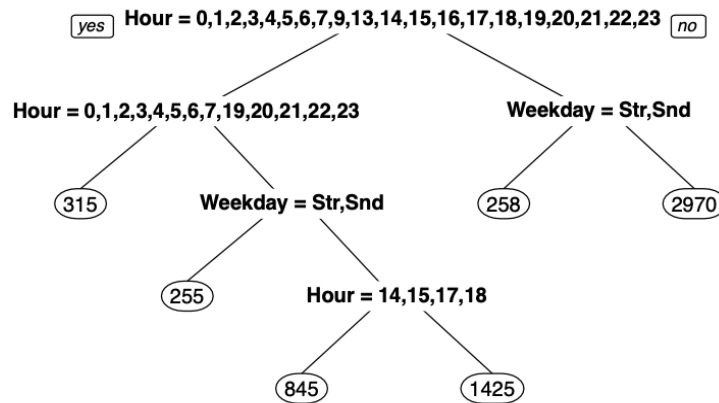 yes Hour = 0,1,2,3,4,5,6,7,9,13,14,15,16,17,18,19,20,21,22,23 no
Hour = 0,1,2,3,4,5,6,7,19,20,21,22,23 Weekday = Str,Snd
315 Weekday = Str,Snd 258 2970
255 Hour = 14,15,17,18
845 1425